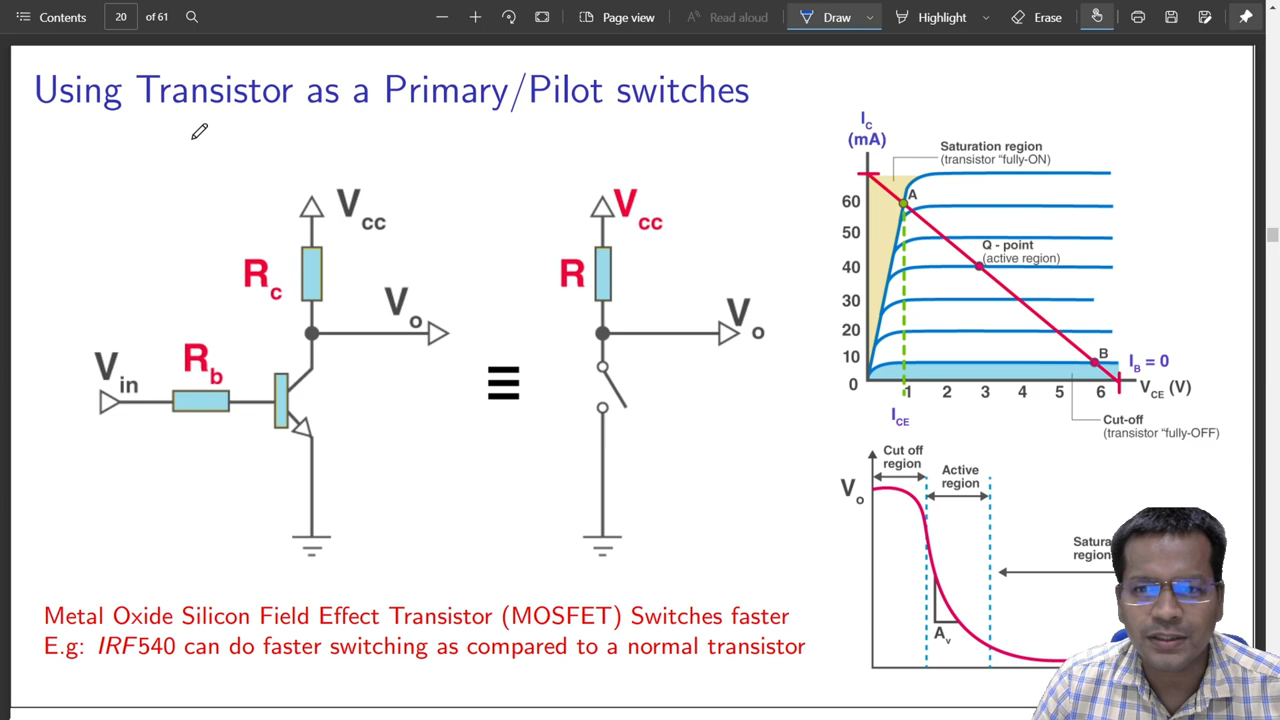 Contents
20
of 61
Page view
Read aloud
Draw
Highlight
Erase
Using Transistor as a Primary/Pilot switches
Vcc
Rc
Vo
Vin
Rb
≡
Vcc
R
Vo
IC
(mA)
Saturation region
(transistor "fully-ON)
A
60
50
40
30
20
10
0
Q - point
(active region)
B
IB = 0
1
2
3
4
5
6
VCE (V)
ICE
Cut-off
(transistor "fully-OFF)
Cut off
region
Active
region
Vo
region
Av
Metal Oxide Silicon Field Effect Transistor (MOSFET) Switches faster
E.g: IRF540 can do faster switching as compared to a normal transistor